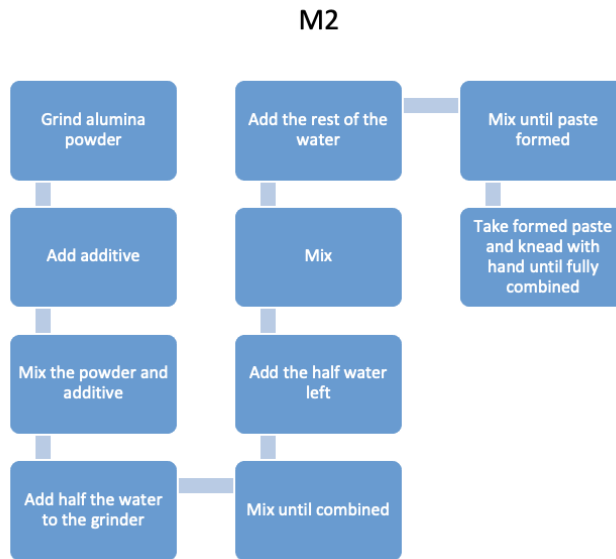 M2
Grind alumina
powder
Add additive
Mix the powder and
additive
Add half the water
to the grinder
Mix until combined
Add the half water
left
Mix
Add the rest of the
water
Mix until paste
formed
Take formed paste
and knead with
hand until fully
combined